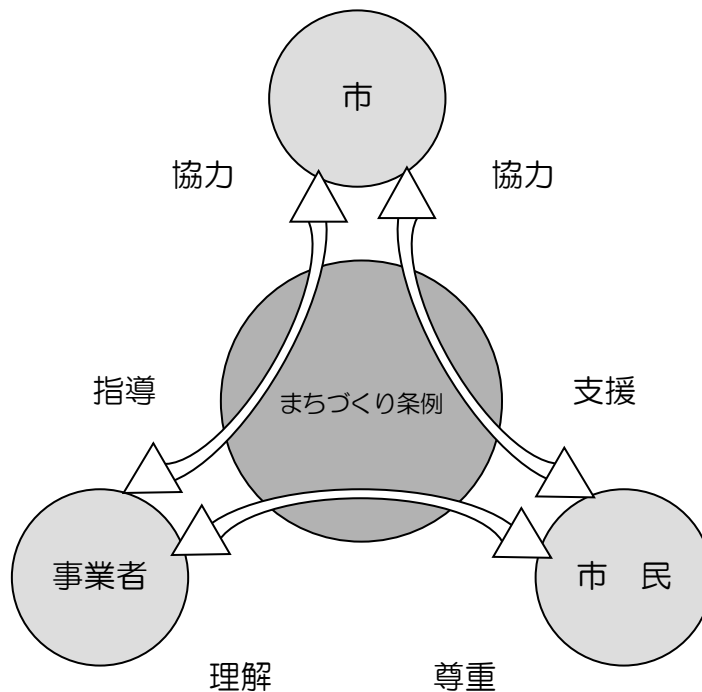 市
協力
協力
まちづくり条例
指導
支援
事業者
市　民
理解
尊重